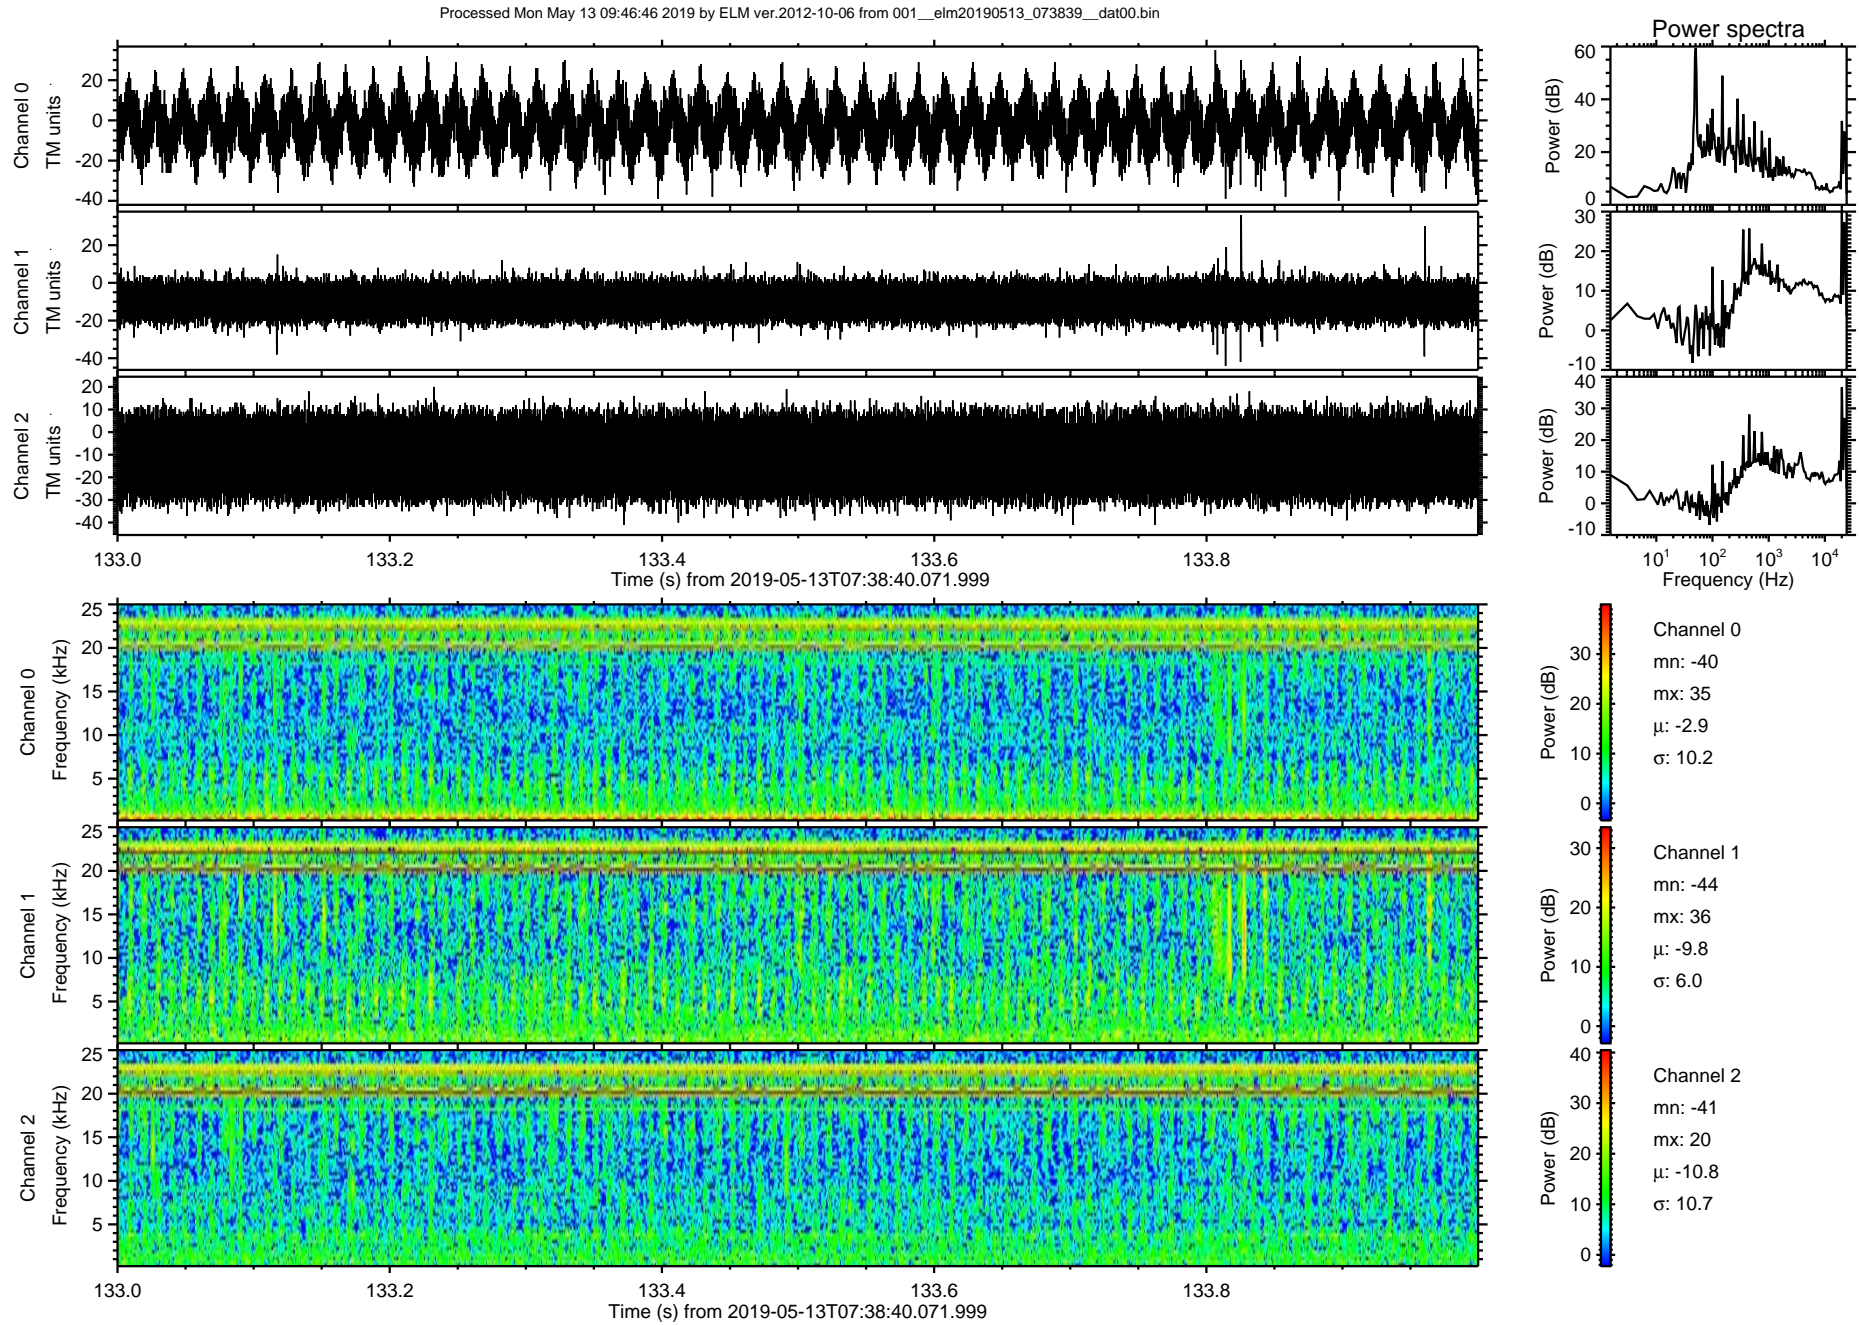 Processed Mon May 13 09:46:46 2019 by ELM ver.2012-10-06 from 001__elm20190513_073839__dat00.bin
Power spectra
Channel 0
TM units
20
0
-20
-40
Power (dB)
60
40
20
0
Channel 1
TM units
20
0
-20
-40
Power (dB)
30
20
10
0
-10
Channel 2
TM units
20
10
0
-10
-20
-30
-40
Power (dB)
40
30
20
10
0
-10
133.0 133.2 133.4 133.6 133.8
Time (s) from 2019-05-13T07:38:40.071.999
10^1 10^2 10^3 10^4
Frequency (Hz)
Channel 0
Frequency (kHz)
25
20
15
10
5
Power (dB)
30
20
10
0
Channel 0
mn: -40
mx: 35
μ: -2.9
σ: 10.2
Channel 1
Frequency (kHz)
25
20
15
10
5
Power (dB)
30
20
10
0
Channel 1
mn: -44
mx: 36
μ: -9.8
σ: 6.0
Channel 2
Frequency (kHz)
25
20
15
10
5
Power (dB)
40
30
20
10
0
Channel 2
mn: -41
mx: 20
μ: -10.8
σ: 10.7
133.0 133.2 133.4 133.6 133.8
Time (s) from 2019-05-13T07:38:40.071.999